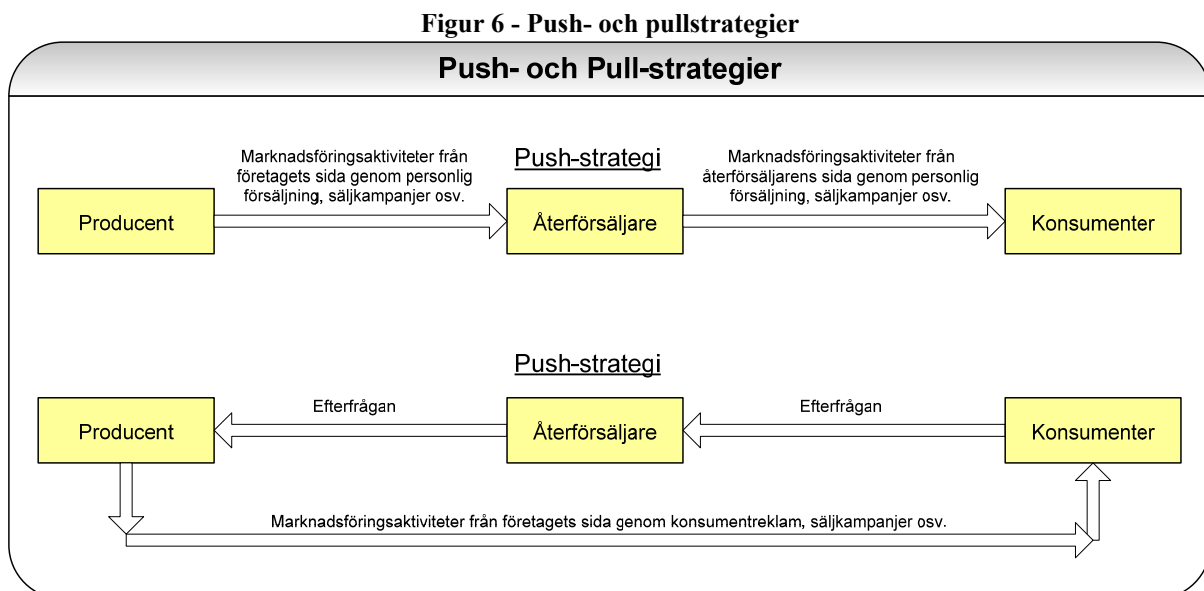 Figur 6 - Push- och pullstrategier
Push- och Pull-strategier
Marknadsföringsaktiviteter från
företagets sida genom personlig
försäljning, säljkampanjer osv.
Push-strategi
Marknadsföringsaktiviteter från
återförsäljarens sida genom personlig
försäljning, säljkampanjer osv.
Producent
Återförsäljare
Konsumenter
Push-strategi
Efterfrågan
Efterfrågan
Producent
Återförsäljare
Konsumenter
Marknadsföringsaktiviteter från företagets sida genom konsumentreklam, säljkampanjer osv.